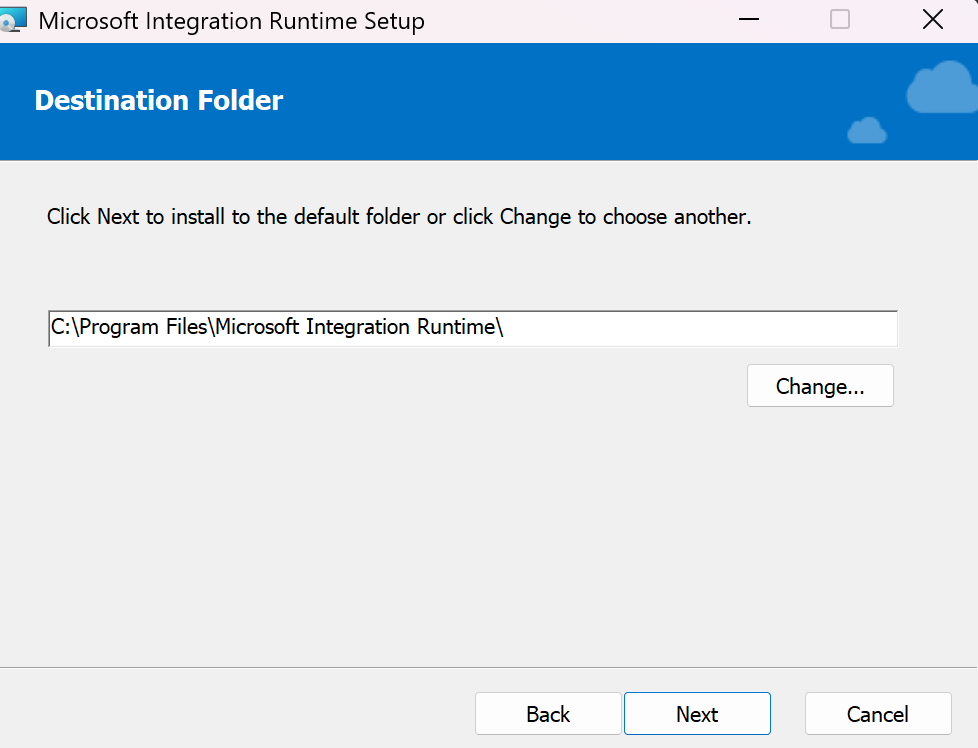 Microsoft Integration Runtime Setup
Destination Folder
Click Next to install to the default folder or click Change to choose another.
C:\Program Files\Microsoft Integration Runtime\
Change...
Back
Next
Cancel